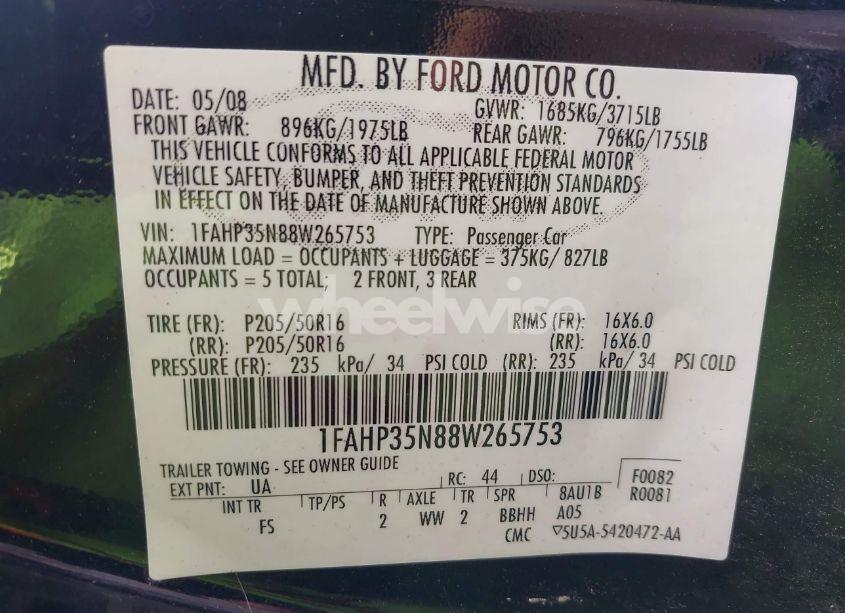 MFD. BY FORD MOTOR CO.
DATE: 05/08 GVWR: 1685KG/3715LB
FRONT GAWR: 896KG/1975LB REAR GAWR: 796KG/1755LB
THIS VEHICLE CONFORMS TO ALL APPLICABLE FEDERAL MOTOR
VEHICLE SAFETY, BUMPER, AND THEFT PREVENTION STANDARDS
IN EFFECT ON THE DATE OF MANUFACTURE SHOWN ABOVE.
VIN: 1FAHP35N88W265753 TYPE: Passenger Car
MAXIMUM LOAD = OCCUPANTS + LUGGAGE = 375KG/ 827LB
OCCUPANTS = 5 TOTAL; 2 FRONT, 3 REAR
wheelwise
TIRE (FR): P205/50R16 RIMS (FR): 16X6.0
(RR): P205/50R16 (RR): 16X6.0
PRESSURE (FR): 235 kPa/ 34 PSI COLD (RR): 235 kPa/ 34 PSI COLD
1FAHP35N88W265753
TRAILER TOWING - SEE OWNER GUIDE
EXT PNT: UA RC: 44 DSO: F0082
INT TR TP/PS R AXLE TR SPR 8AU1B R0081
FS 2 WW 2 BBHH A05
CMC ▽5U5A-5420472-AA